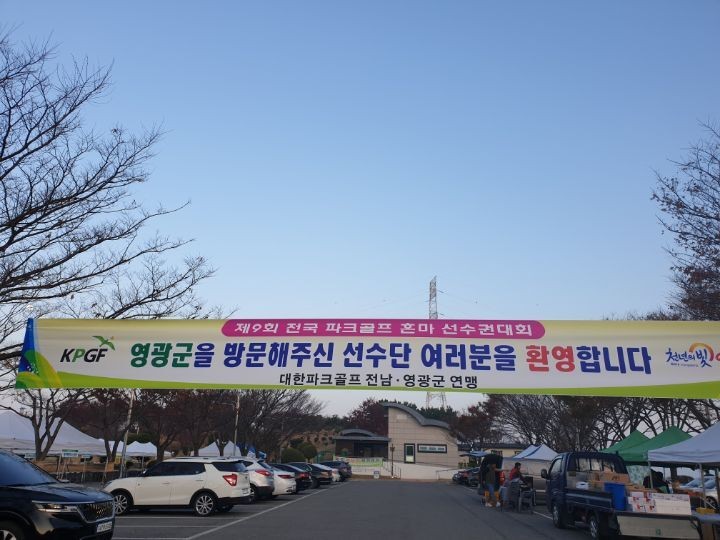 제9회 전국 파크골프 혼마 선수권대회
KPGF
영광군을 방문해주신 선수단 여러분을 환영합니다
천년의 빛
대한파크골프 전남·영광군 연맹